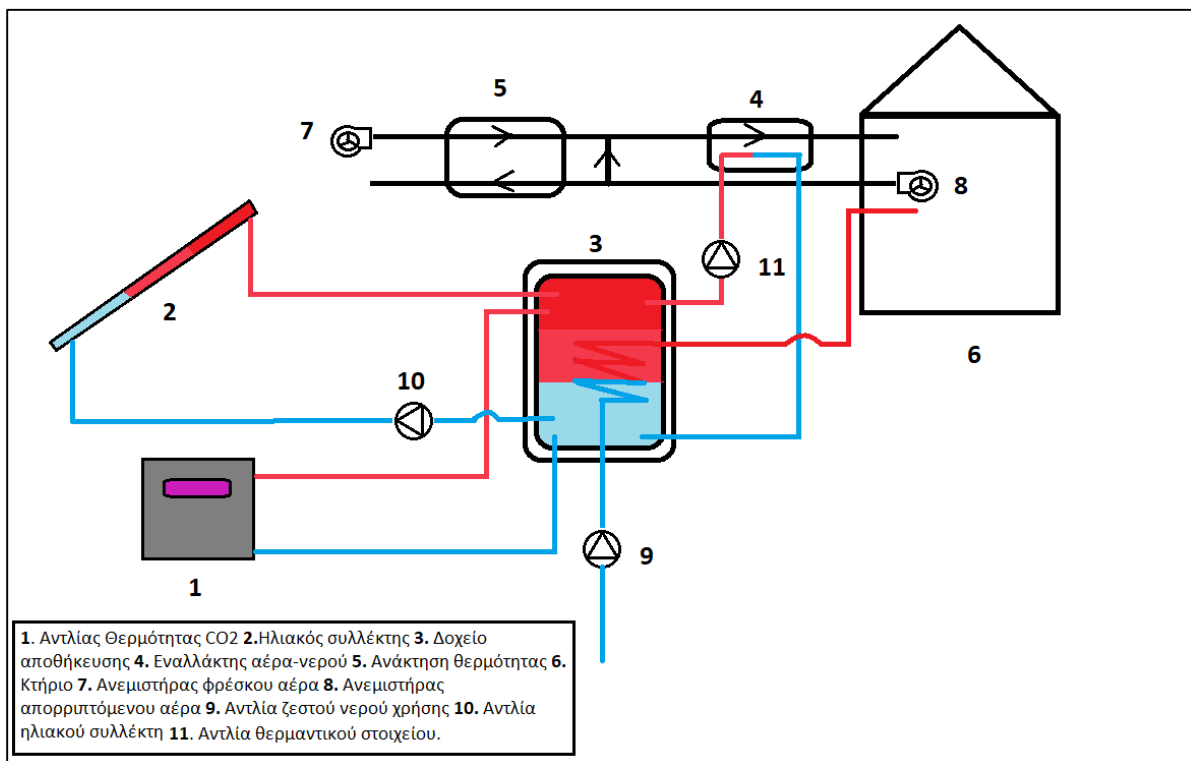 5
4
7
8
3
2
11
6
10
9
1
1. Αντλίας Θερμότητας CO2 2.Ηλιακός συλλέκτης 3. Δοχείο
αποθήκευσης 4. Εναλλάκτης αέρα-νερού 5. Ανάκτηση θερμότητας 6.
Κτήριο 7. Ανεμιστήρας φρέσκου αέρα 8. Ανεμιστήρας
απορριπτόμενου αέρα 9. Αντλία ζεστού νερού χρήσης 10. Αντλία
ηλιακού συλλέκτη 11. Αντλία θερμαντικού στοιχείου.